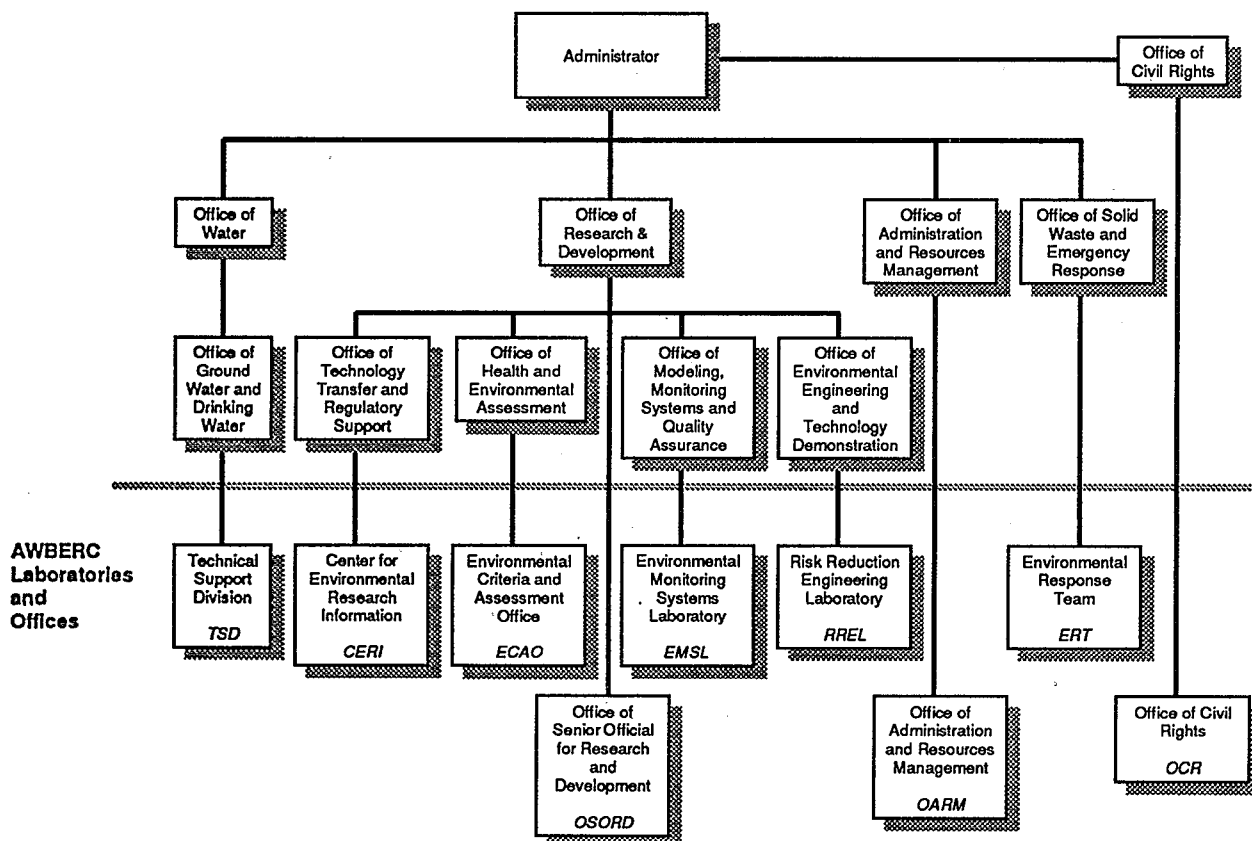 Administrator
Office of
Civil Rights
Office of
Water
Office of
Research &
Development
Office of
Administration
and Resources
Management
Office of Solid
Waste and
Emergency
Response
Office of
Ground
Water and
Drinking
Water
Office of
Technology
Transfer and
Regulatory
Support
Office of
Health and
Environmental
Assessment
Office of
Modeling,
Monitoring
Systems and
Quality
Assurance
Office of
Environmental
Engineering
and
Technology
Demonstration
AWBERC
Laboratories
and
Offices
Technical
Support
Division
TSD
Center for
Environmental
Research
Information
CERI
Environmental
Criteria and
Assessment
Office
ECAO
Environmental
Monitoring
Systems
Laboratory
EMSL
Risk Reduction
Engineering
Laboratory
RREL
Environmental
Response
Team
ERT
Office of
Senior Official
for Research
and
Development
OSORD
Office of
Administration
and Resources
Management
OARM
Office of Civil
Rights
OCR